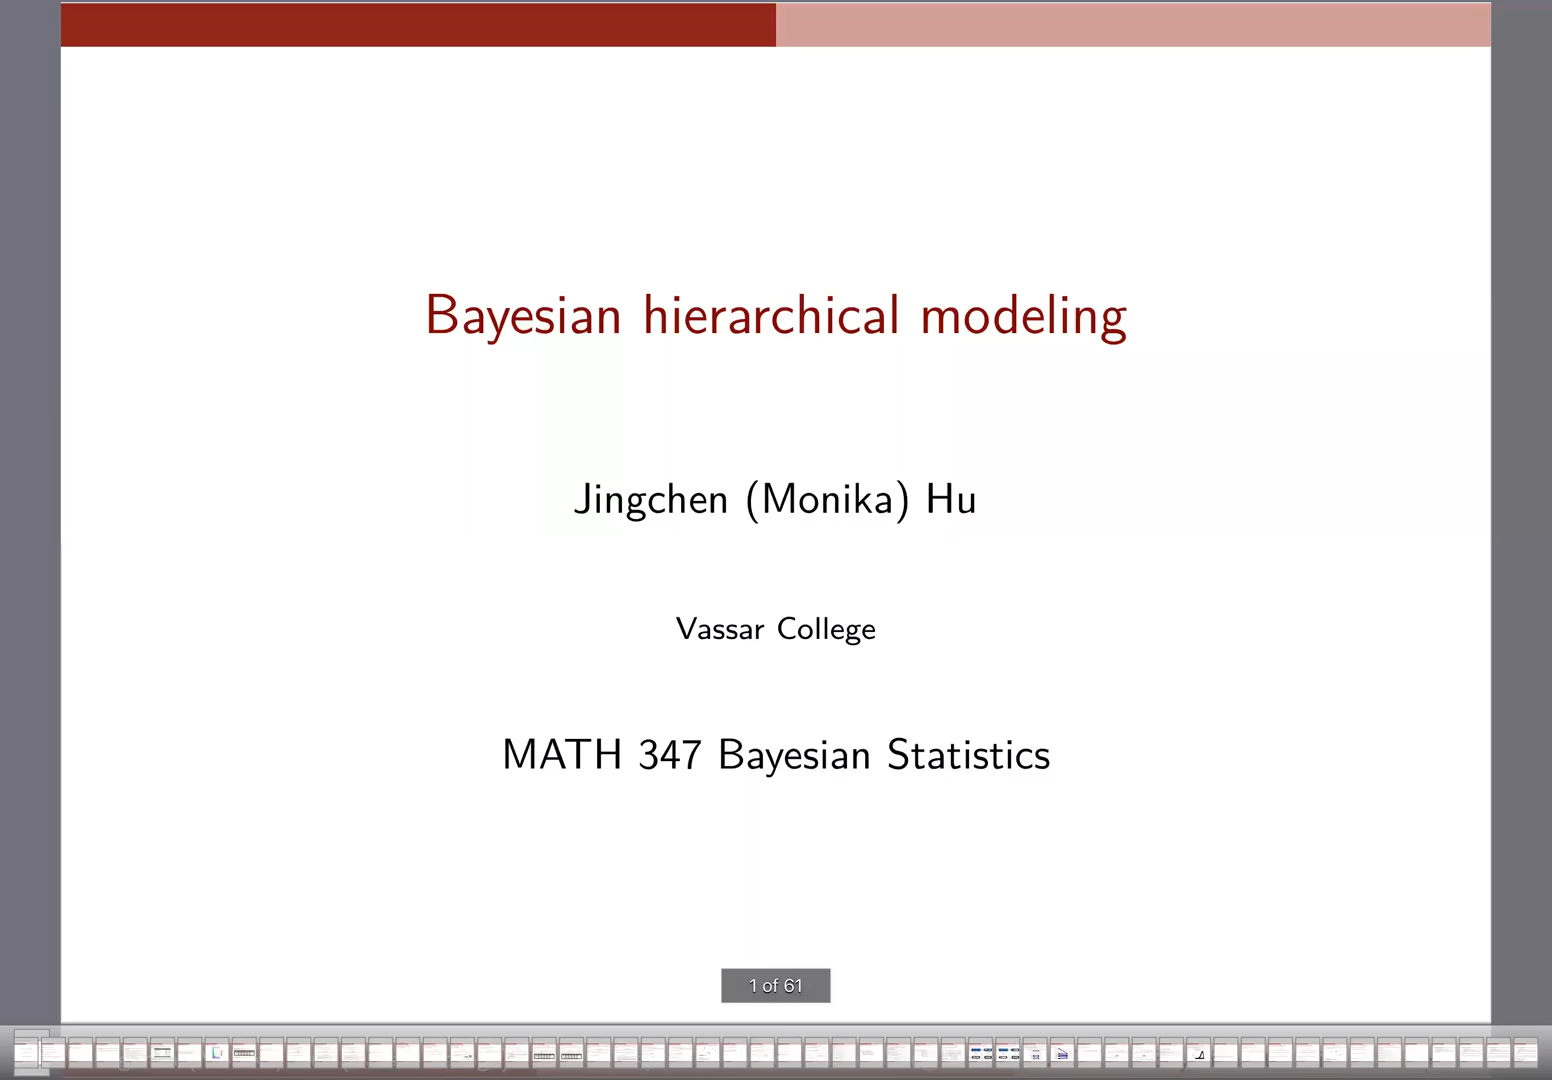 Bayesian hierarchical modeling
Jingchen (Monika) Hu
Vassar College
MATH 347 Bayesian Statistics
1 of 61